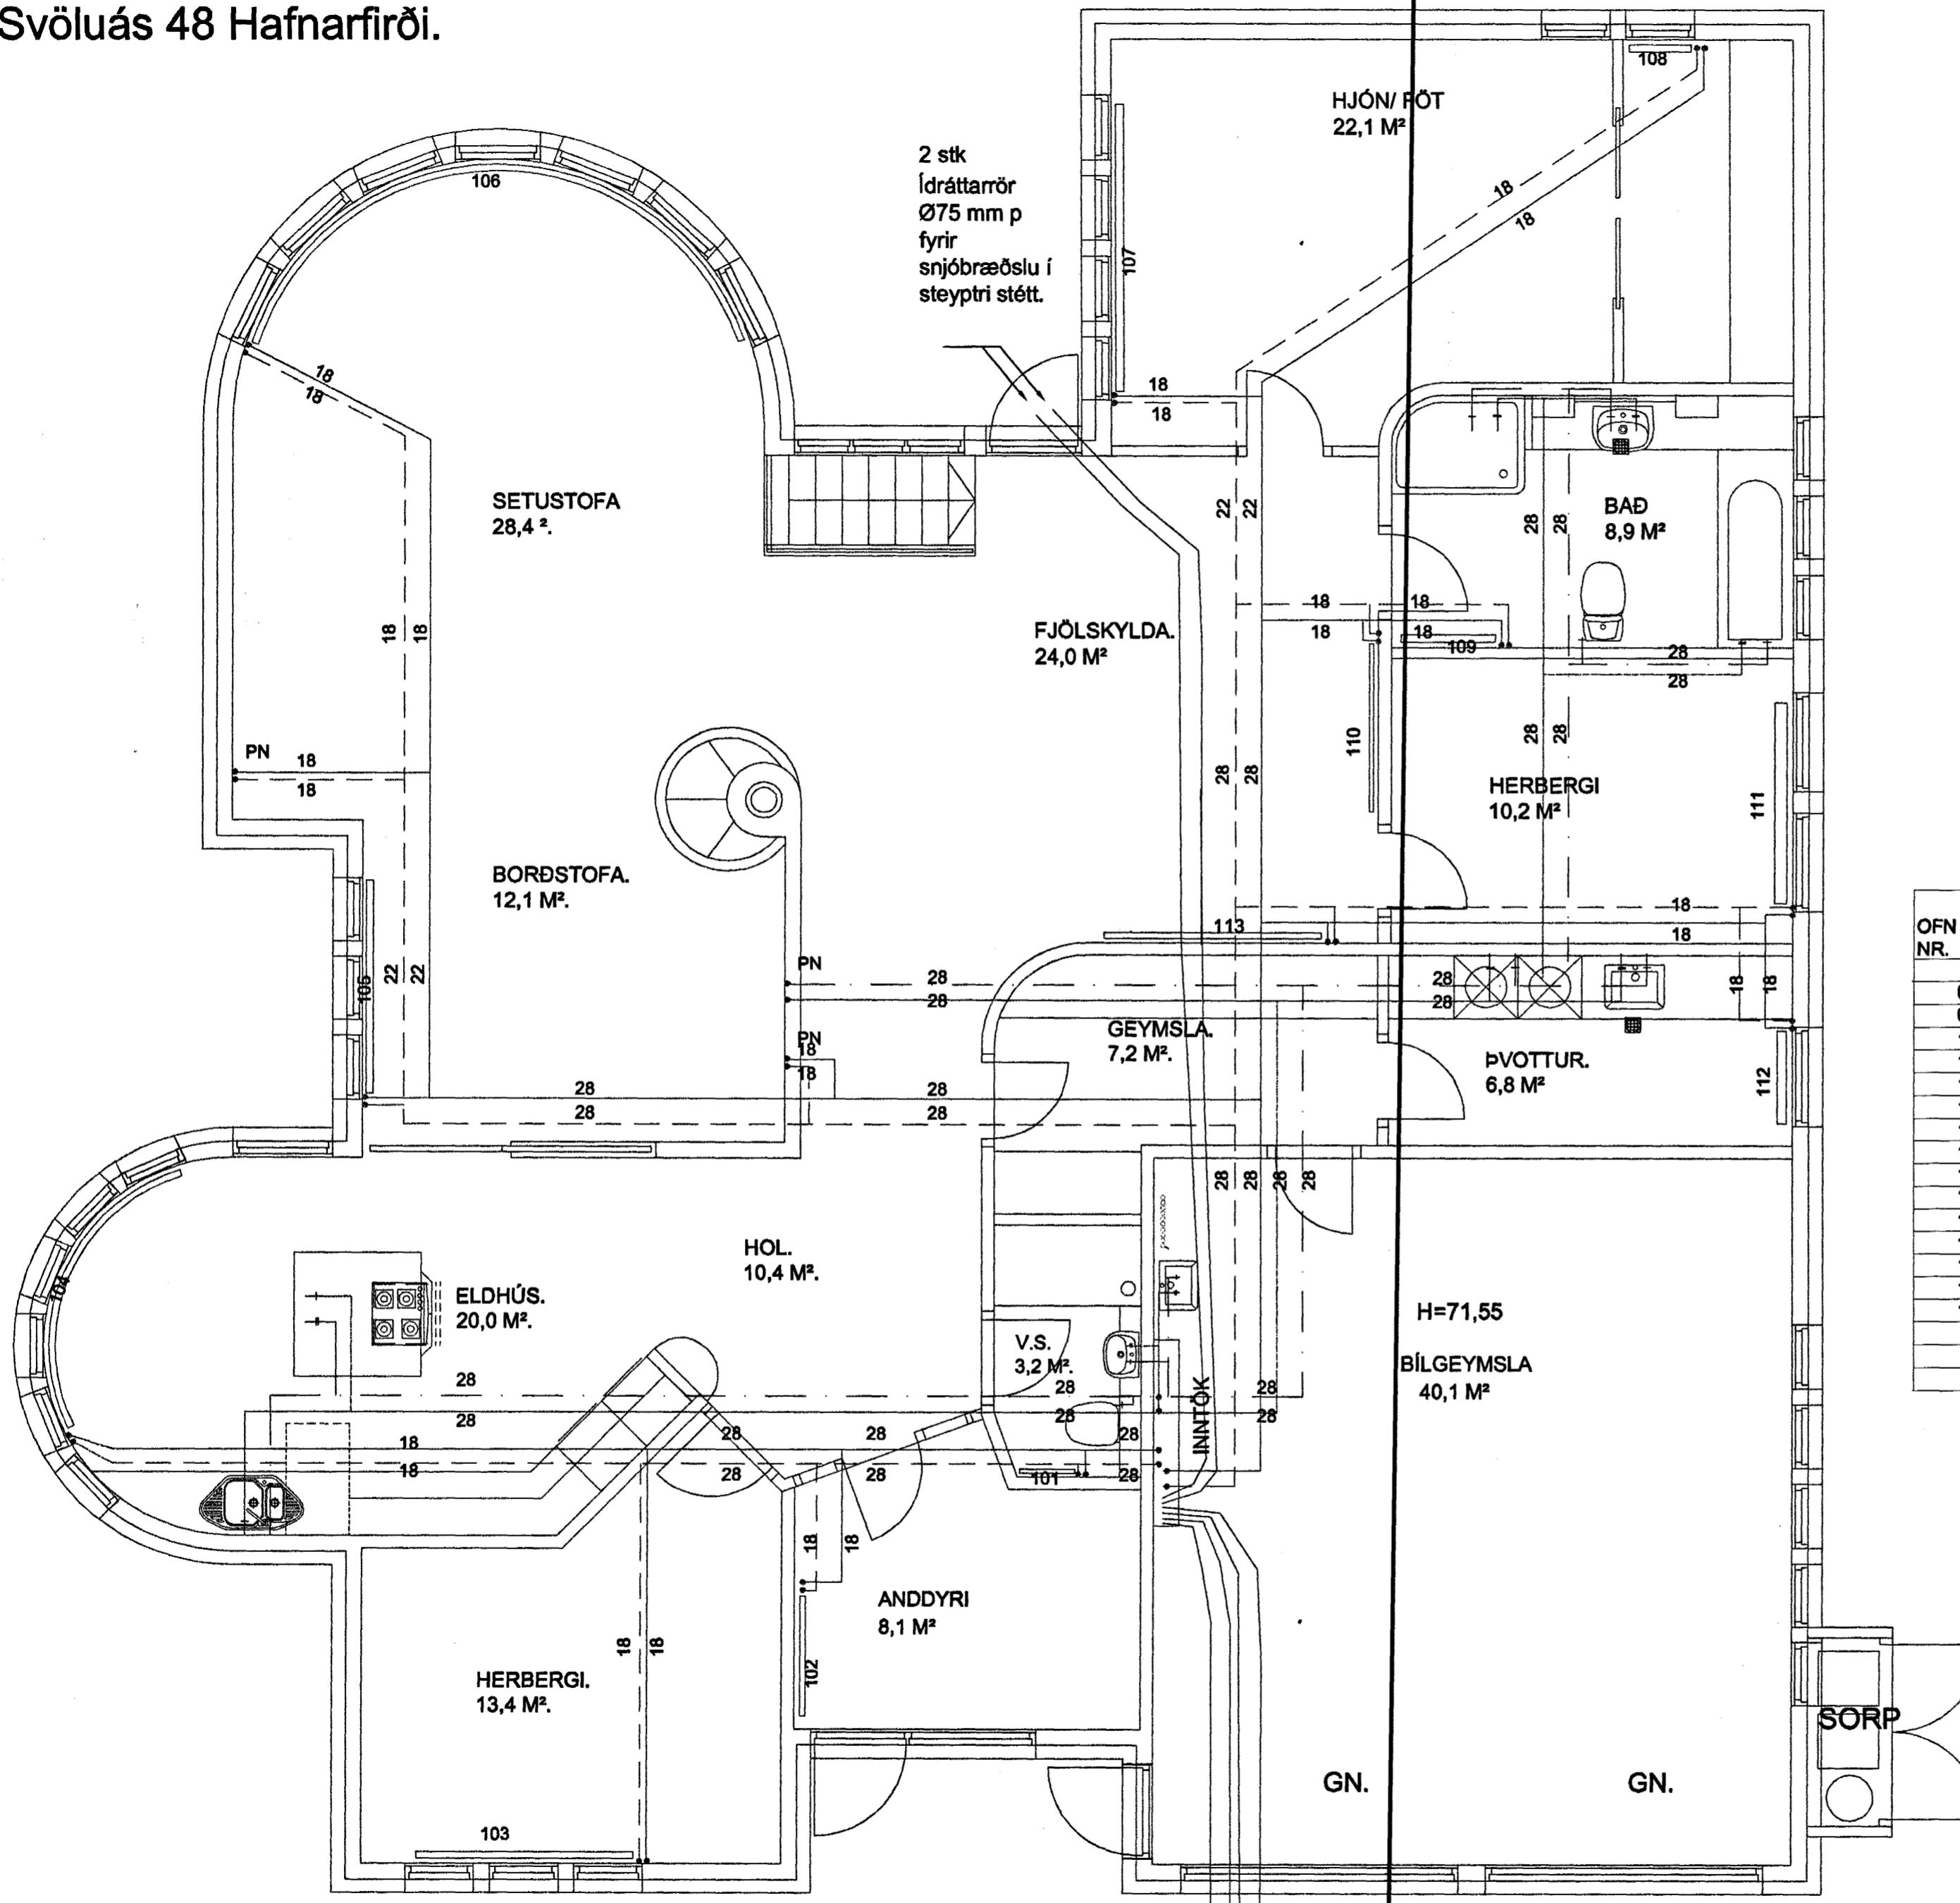 Svöluás 48 Hafnarfirði.
108
HJÓN/ FÖT
22,1 M²
2 stk
Ídráttarrör
Ø75 mm p
fyrir
snjóbræðslu í
steyptri stétt.
106
18
18
107
18
18
18
18
SETUSTOFA
28,4 ².
22
22
28
28
BAÐ
8,9 M²
18
18
FJÖLSKYLDA.
24,0 M²
18
18
18
18
109
28
28
110
28
28
28
28
PN
18
18
HERBERGI
10,2 M²
111
BORÐSTOFA.
12,1 M².
OFN
NR.
18
18
113
105
22
22
PN
28
28
28
28
18
18
GEYMSLA.
7,2 M².
PN
18
18
ÞVOTTUR.
6,8 M²
112
28
28
28
28
28
28
28
28
HOL.
10,4 M².
104
ELDHÚS.
20,0 M².
H=71,55
V.S.
3,2 M².
BÍLGEYMSLA
40,1 M²
28
28
28
28
28
28
INNTÖK
18
18
28
28
28
28
28
28
101
18
18
ANDDYRI
8,1 M²
18
18
102
HERBERGI.
13,4 M².
SORP
GN.
GN.
103